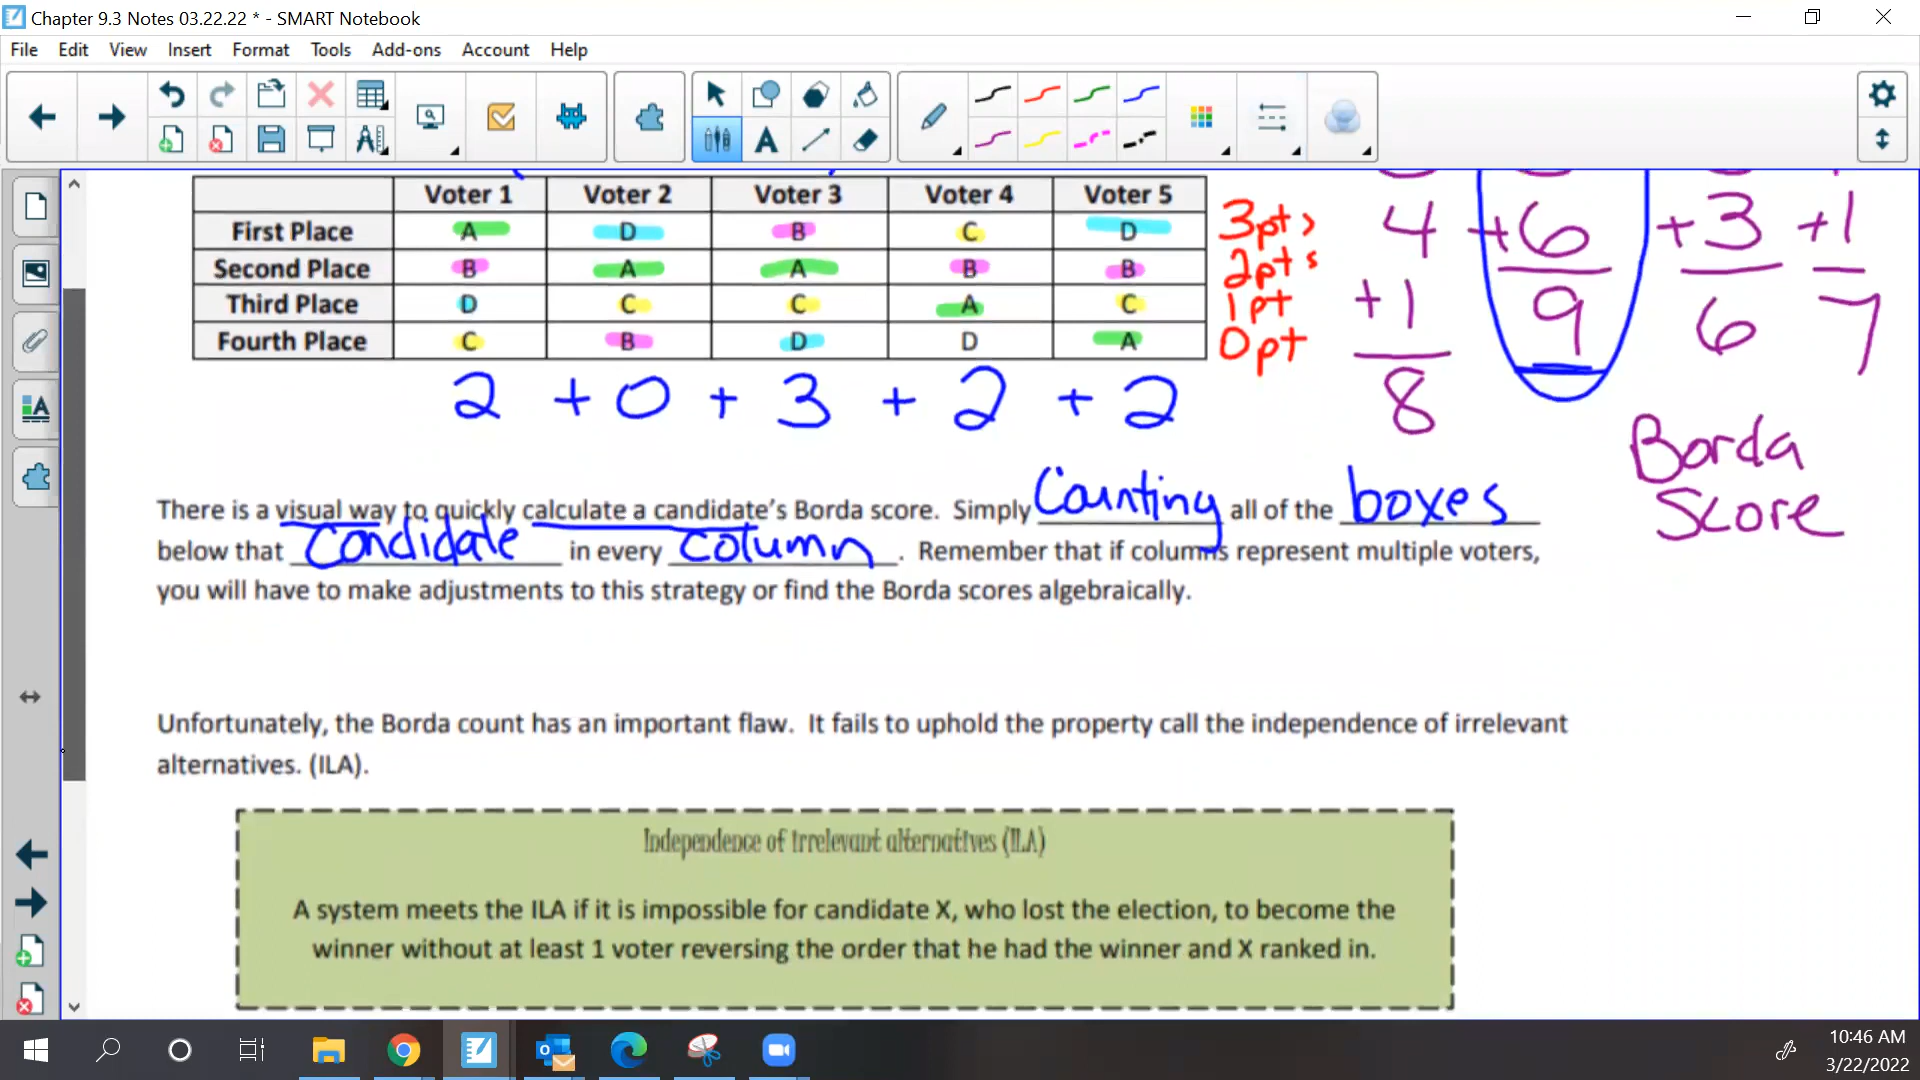 Chapter 9.3 Notes 03.22.22 * - SMART Notebook
File Edit View Insert Format Tools Add-ons Account Help
Voter 1 Voter 2 Voter 3 Voter 4 Voter 5
First Place A D B C D 3pts
Second Place B A A B B 2pts
Third Place D C C A C 1pt
Fourth Place C B D D A 0pt
4 +6 +3 +1
+1 9 6 7
8
2 + 0 + 3 + 2 + 2
Borda
Score
There is a visual way to quickly calculate a candidate's Borda score. Simply Counting all of the boxes
below that candidate in every column. Remember that if columns represent multiple voters,
you will have to make adjustments to this strategy or find the Borda scores algebraically.
Unfortunately, the Borda count has an important flaw. It fails to uphold the property call the independence of irrelevant
alternatives. (ILA).
Independence of irrelevant alternatives (ILA)
A system meets the ILA if it is impossible for candidate X, who lost the election, to become the
winner without at least 1 voter reversing the order that he had the winner and X ranked in.
10:46 AM
3/22/2022